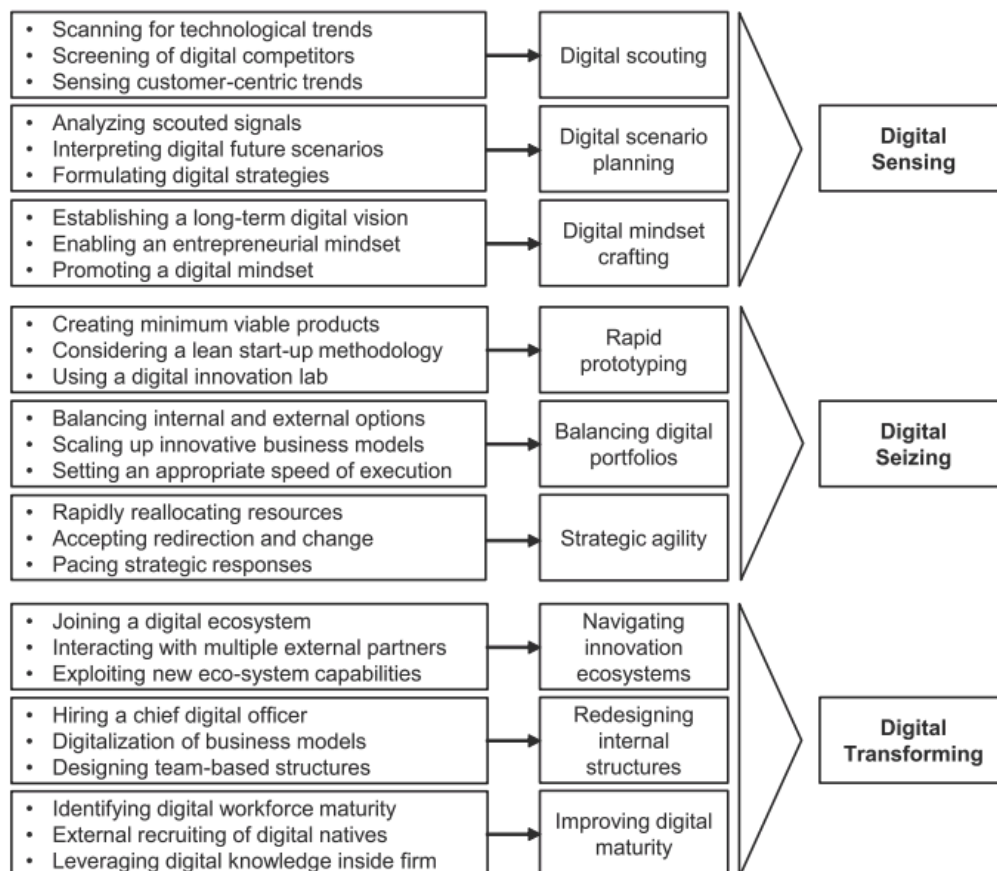 • Scanning for technological trends
• Screening of digital competitors
• Sensing customer-centric trends
Digital scouting
• Analyzing scouted signals
• Interpreting digital future scenarios
• Formulating digital strategies
Digital scenario
planning
• Establishing a long-term digital vision
• Enabling an entrepreneurial mindset
• Promoting a digital mindset
Digital mindset
crafting
Digital
Sensing
• Creating minimum viable products
• Considering a lean start-up methodology
• Using a digital innovation lab
Rapid
prototyping
• Balancing internal and external options
• Scaling up innovative business models
• Setting an appropriate speed of execution
Balancing digital
portfolios
• Rapidly reallocating resources
• Accepting redirection and change
• Pacing strategic responses
Strategic agility
Digital
Seizing
• Joining a digital ecosystem
• Interacting with multiple external partners
• Exploiting new eco-system capabilities
Navigating
innovation
ecosystems
• Hiring a chief digital officer
• Digitalization of business models
• Designing team-based structures
Redesigning
internal
structures
• Identifying digital workforce maturity
• External recruiting of digital natives
• Leveraging digital knowledge inside firm
Improving digital
maturity
Digital
Transforming